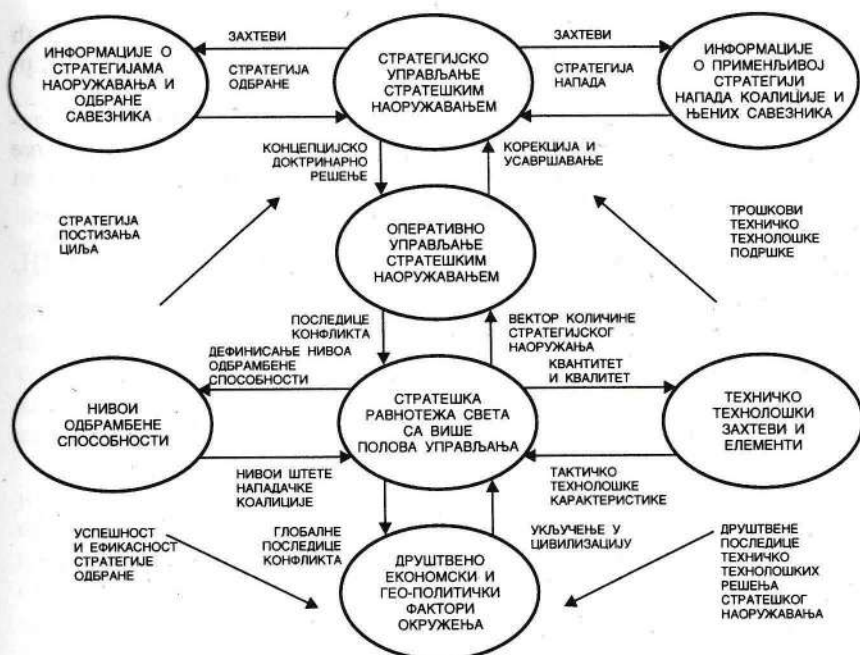 ЗАХТЕВИ
ЗАХТЕВИ
ИНФОРМАЦИЈЕ О
СТРАТЕГИЈАМА
НАОРУЖАВАЊА И
ОДБРАНЕ
САВЕЗНИКА
СТРАТЕГИЈА
ОДБРАНЕ
СТРАТЕГИЈСКО
УПРАВЉАЊЕ
СТРАТЕШКИМ
НАОРУЖАВАЊЕМ
СТРАТЕГИЈА
НАПАДА
ИНФОРМАЦИЈЕ
О ПРИМЕНЉИВОЈ
СТРАТЕГИЈИ
НАПАДА КОАЛИЦИЈЕ И
ЊЕНИХ САВЕЗНИКА
КОНЦЕПЦИЈСКО
ДОКТРИНАРНО
РЕШЕЊЕ
КОРЕКЦИЈА И
УСАВРШАВАЊЕ
СТРАТЕГИЈА
ПОСТИЗАЊА
ЦИЉА
ОПЕРАТИВНО
УПРАВЉАЊЕ
СТРАТЕШКИМ
НАОРУЖАВАЊЕМ
ТРОШКОВИ
ТЕХНИЧКО
ТЕХНОЛОШКЕ
ПОДРШКЕ
ПОСЛЕДИЦЕ
КОНФЛИКТА
ВЕКТОР КОЛИЧИНЕ
СТРАТЕГИЈСКОГ
НАОРУЖАЊА
ДЕФИНИСАЊЕ НИВОА
ОДБРАМБЕНЕ
СПОСОБНОСТИ
КВАНТИТЕТ
И КВАЛИТЕТ
НИВОИ
ОДБРАМБЕНЕ
СПОСОБНОСТИ
СТРАТЕШКА
РАВНОТЕЖА СВЕТА
СА ВИШЕ
ПОЛОВА УПРАВЉАЊА
ТЕХНИЧКО
ТЕХНОЛОШКИ
ЗАХТЕВИ И
ЕЛЕМЕНТИ
НИВОИ ШТЕТЕ
НАПАДАЧКЕ
КОАЛИЦИЈЕ
ТАКТИЧКО
ТЕХНОЛОШКЕ
КАРАКТЕРИСТИКЕ
УСПЕШНОСТ
И ЕФИКАСНОСТ
СТРАТЕГИЈЕ
ОДБРАНЕ
ГЛОБАЛНЕ
ПОСЛЕДИЦЕ
КОНФЛИКТА
УКЉУЧЕЊЕ У
ЦИВИЛИЗАЦИЈУ
ДРУШТВЕНО
ЕКОНОМСКИ И
ГЕО-ПОЛИТИЧКИ
ФАКТОРИ
ОКРУЖЕЊА
ДРУШТВЕНЕ
ПОСЛЕДИЦЕ
ТЕХНИЧКО
ТЕХНОЛОШКИХ
РЕШЕЊА
СТРАТЕШКОГ
НАОРУЖАВАЊА